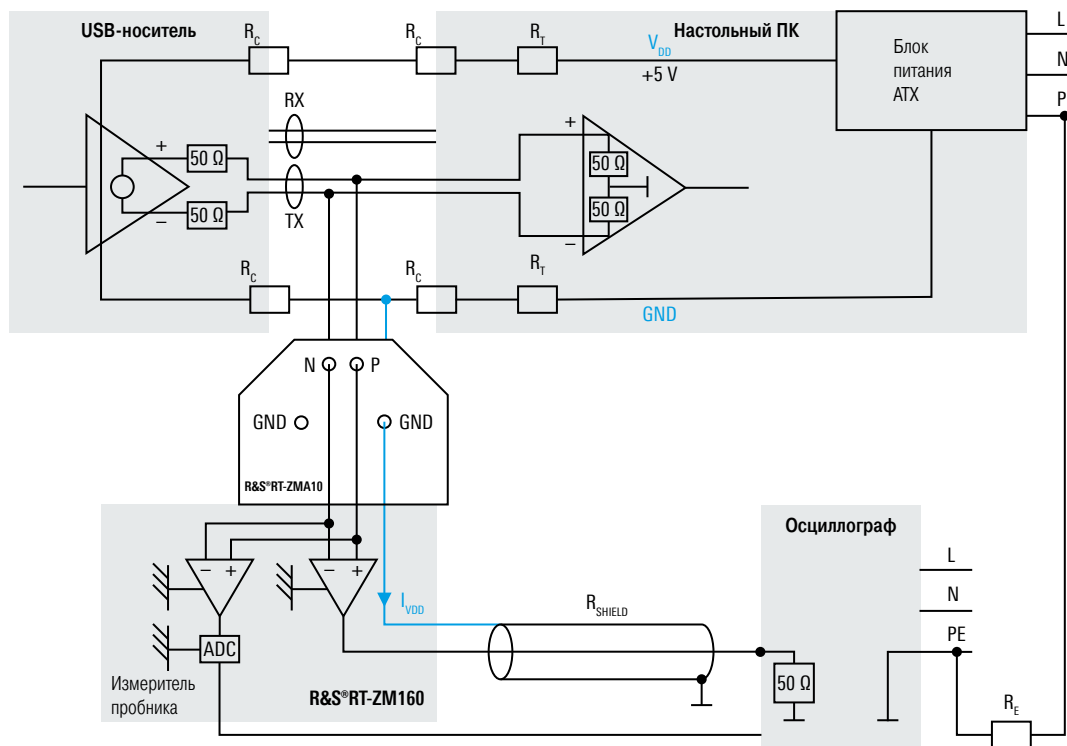 USB-носитель
Настольный ПК
R_C
R_C
R_T
V_DD
+5 V
Блок
питания
ATX
L
N
P
RX
+
50 Ω
50 Ω
−
TX
+
50 Ω
50 Ω
−
R_C
R_C
R_T
GND
N
P
GND
GND
R&S®RT-ZMA10
Осциллограф
− +
− +
I_VDD
R_SHIELD
L
N
PE
ADC
50 Ω
Измеритель
пробника
R&S®RT-ZM160
R_E